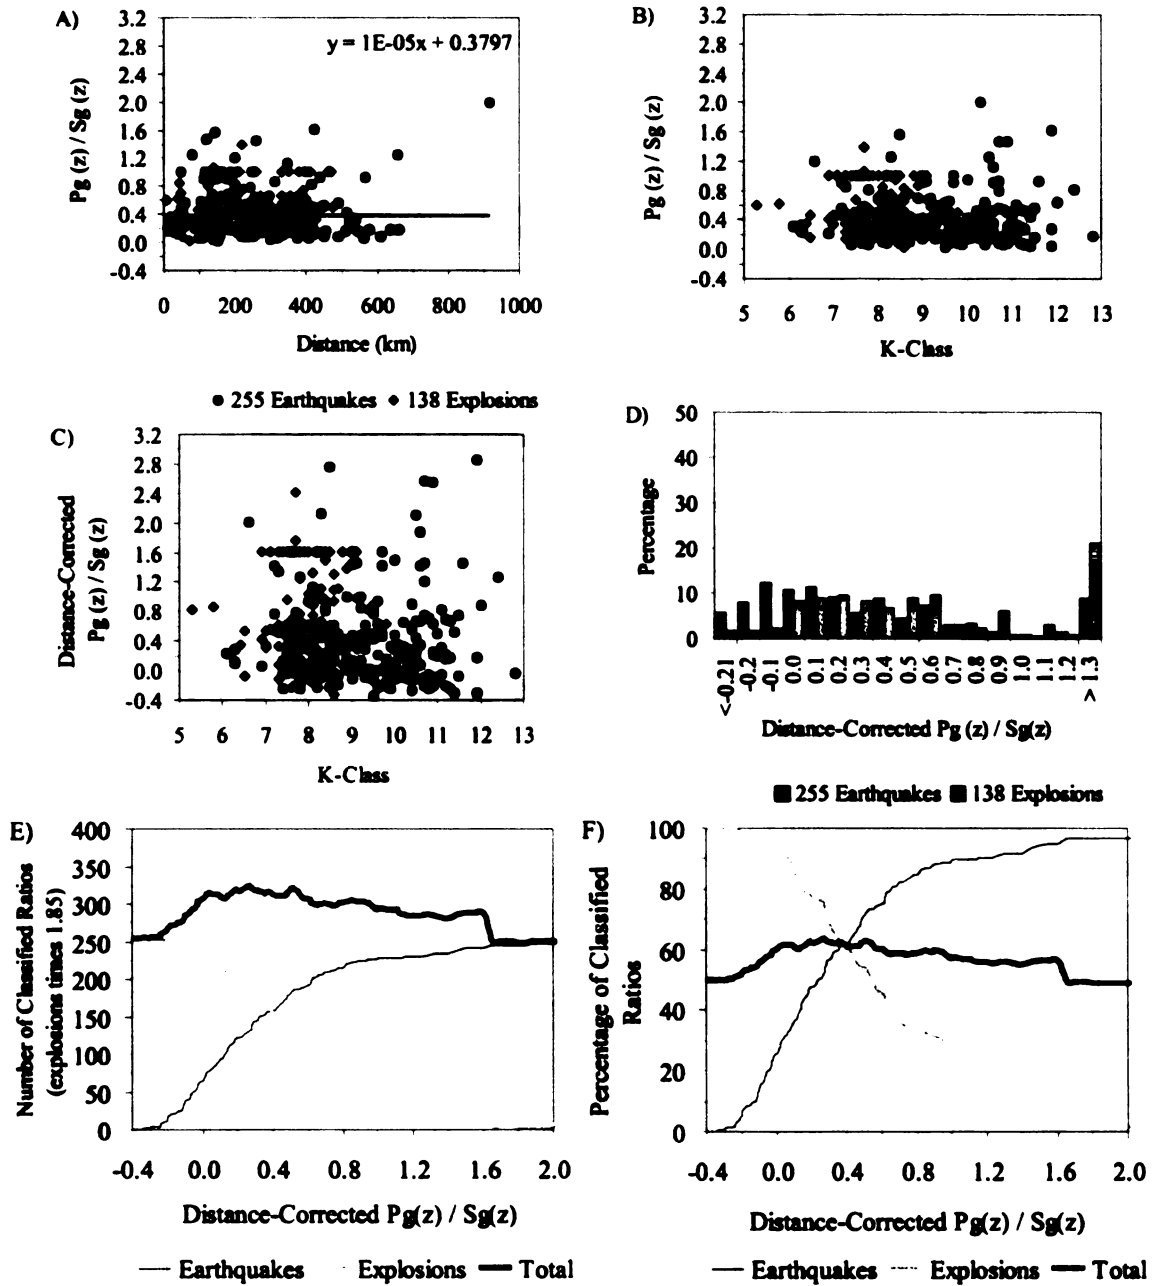 A)
y = 1E-05x + 0.3797
Pg (z) / Sg (z)
3.2
2.8
2.4
2.0
1.6
1.2
0.8
0.4
0.0
-0.4
0 200 400 600 800 1000
Distance (km)
B)
Pg (z) / Sg (z)
3.2
2.8
2.4
2.0
1.6
1.2
0.8
0.4
0.0
-0.4
5 6 7 8 9 10 11 12 13
K-Class
● 255 Earthquakes ◆ 138 Explosions
C)
Distance-Corrected
Pg (z) / Sg (z)
3.2
2.8
2.4
2.0
1.6
1.2
0.8
0.4
0.0
-0.4
5 6 7 8 9 10 11 12 13
K-Class
D)
Percentage
50
40
30
20
10
0
<-0.21 -0.2 -0.1 0.0 0.1 0.2 0.3 0.4 0.5 0.6 0.7 0.8 0.9 1.0 1.1 1.2 > 1.3
Distance-Corrected Pg (z) / Sg(z)
255 Earthquakes 138 Explosions
E)
Number of Classified Ratios
(explosions times 1.85)
400
350
300
250
200
150
100
50
0
-0.4 0.0 0.4 0.8 1.2 1.6 2.0
Distance-Corrected Pg(z) / Sg(z)
Earthquakes Explosions Total
F)
Percentage of Classified
Ratios
100
80
60
40
20
0
-0.4 0.0 0.4 0.8 1.2 1.6 2.0
Distance-Corrected Pg(z) / Sg(z)
Earthquakes Explosions Total